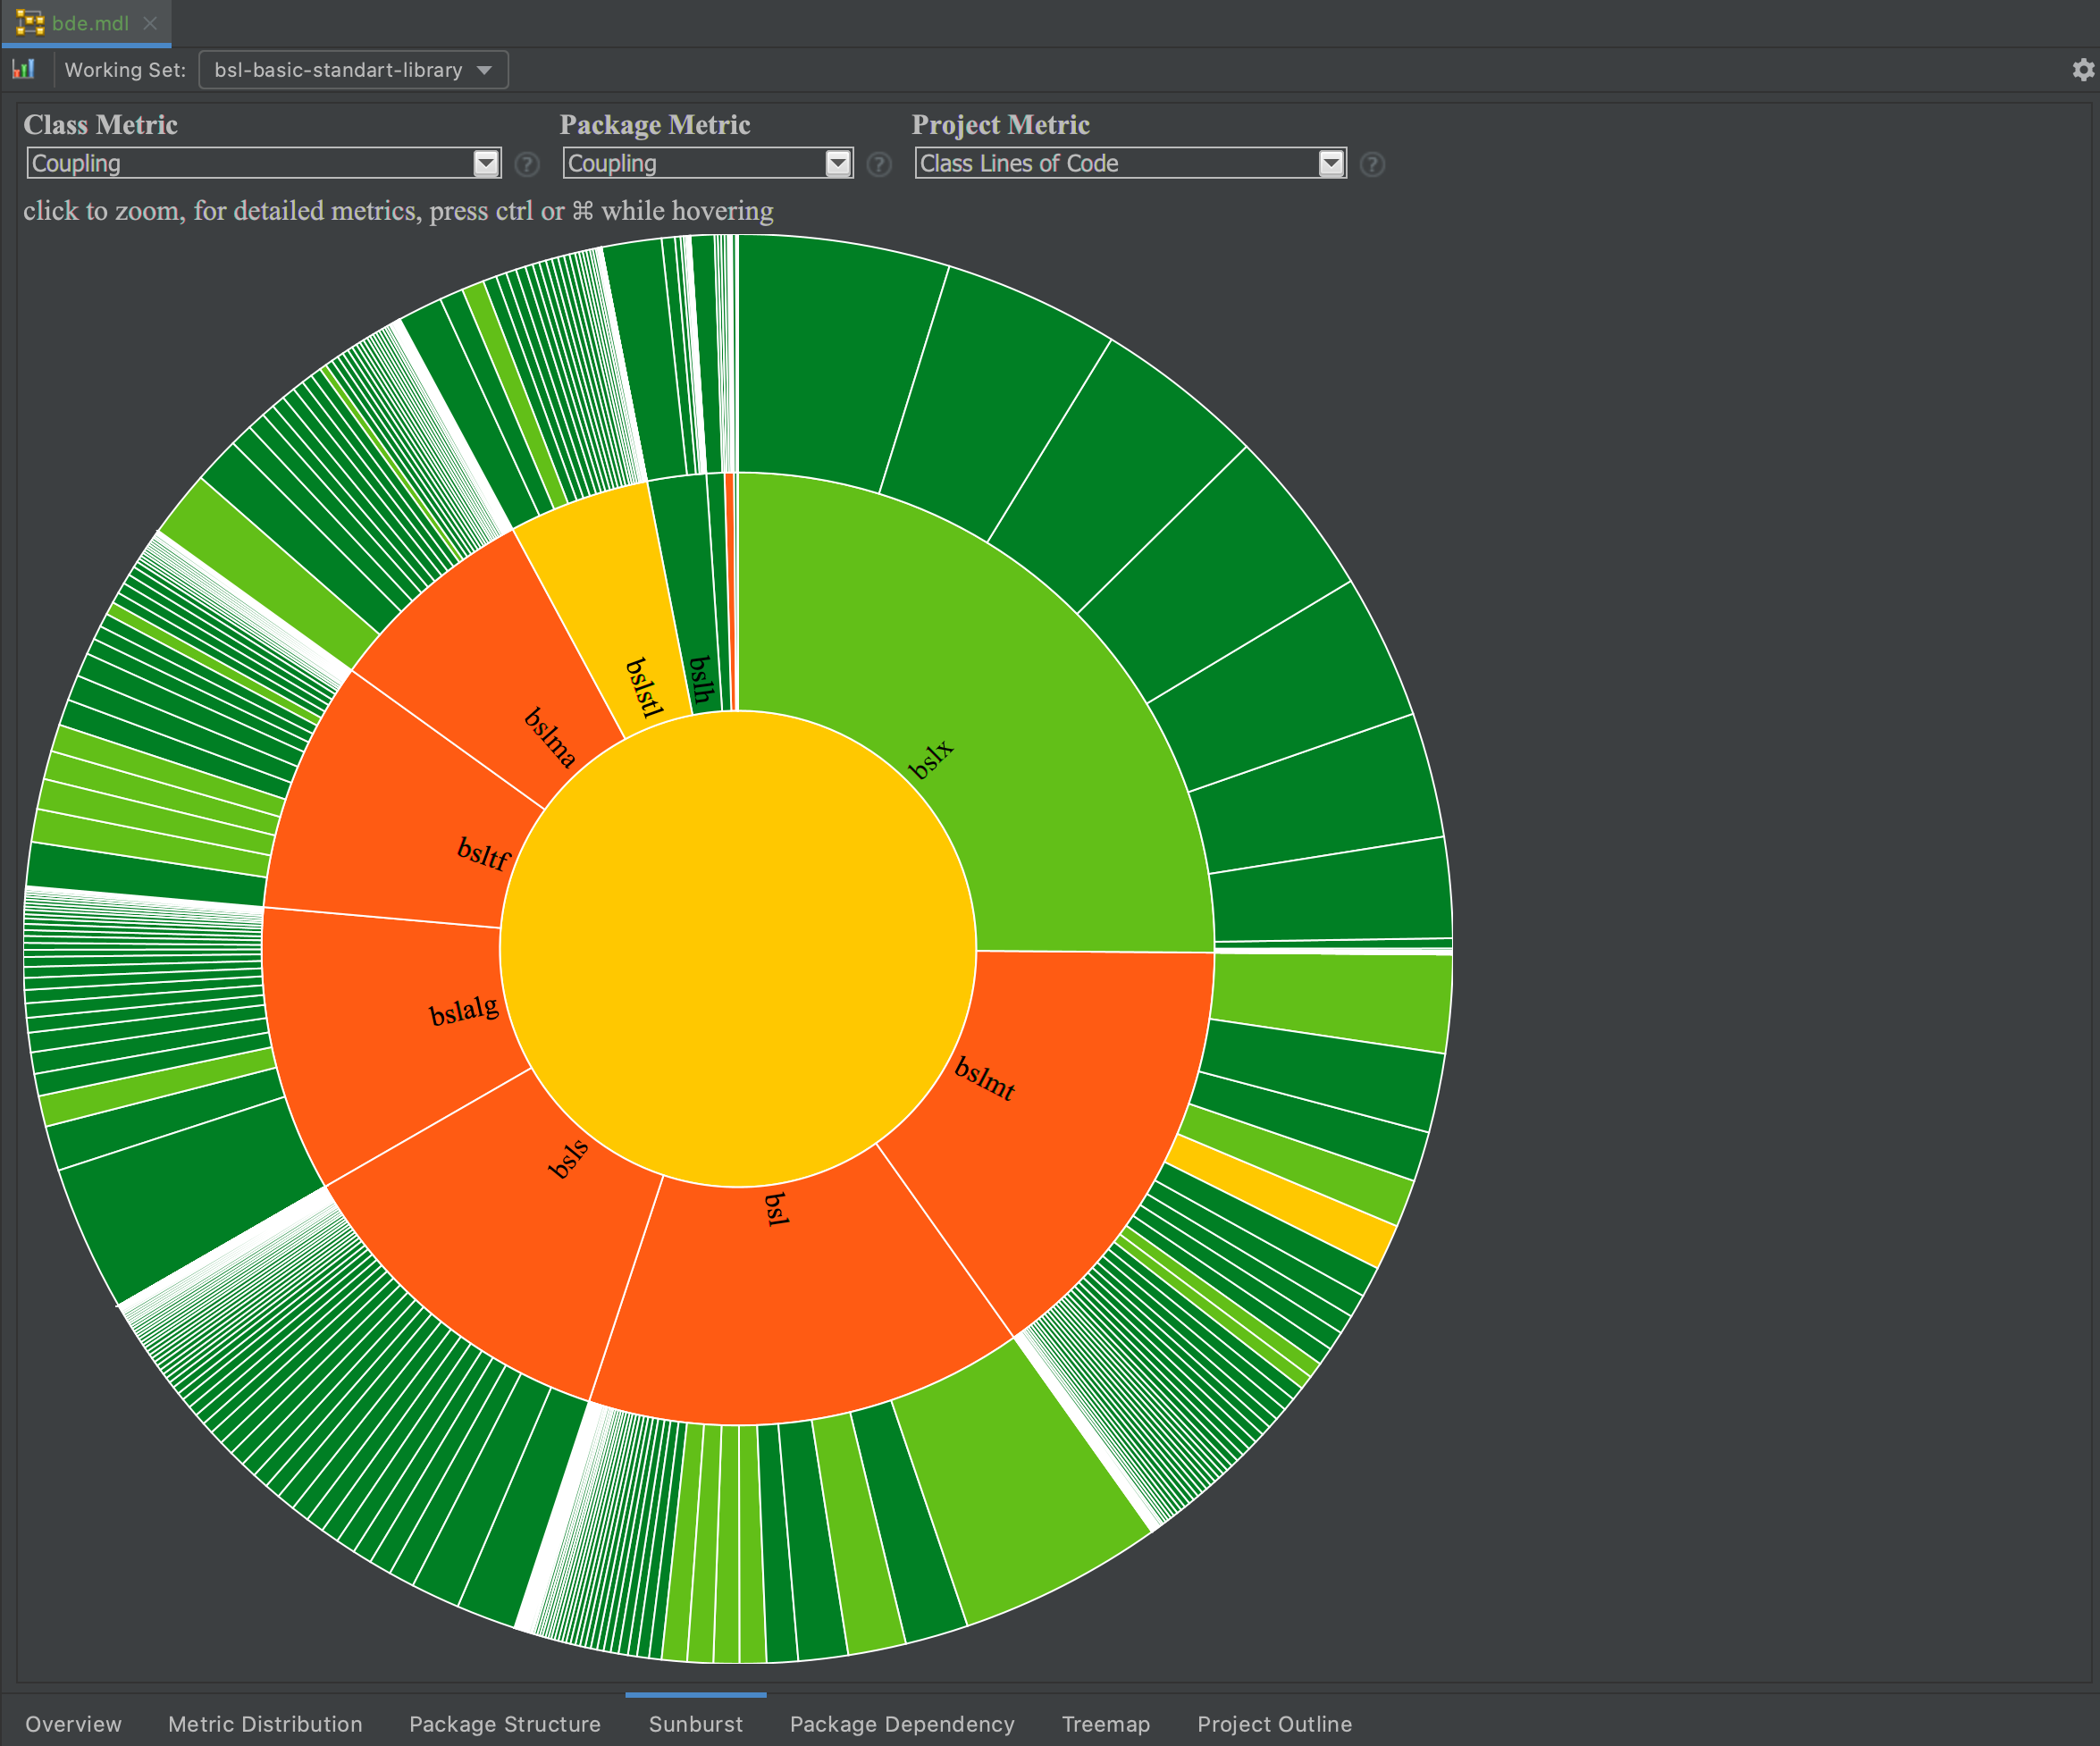 bde.mdl
Working Set: bsl-basic-standart-library
Class Metric Package Metric Project Metric
Coupling ? Coupling ? Class Lines of Code ?
click to zoom, for detailed metrics, press ctrl or ⌘ while hovering
bslstl
bslh
bslma
bslx
bsltf
bslalg
bslmt
bsls
bsl
Overview Metric Distribution Package Structure Sunburst Package Dependency Treemap Project Outline